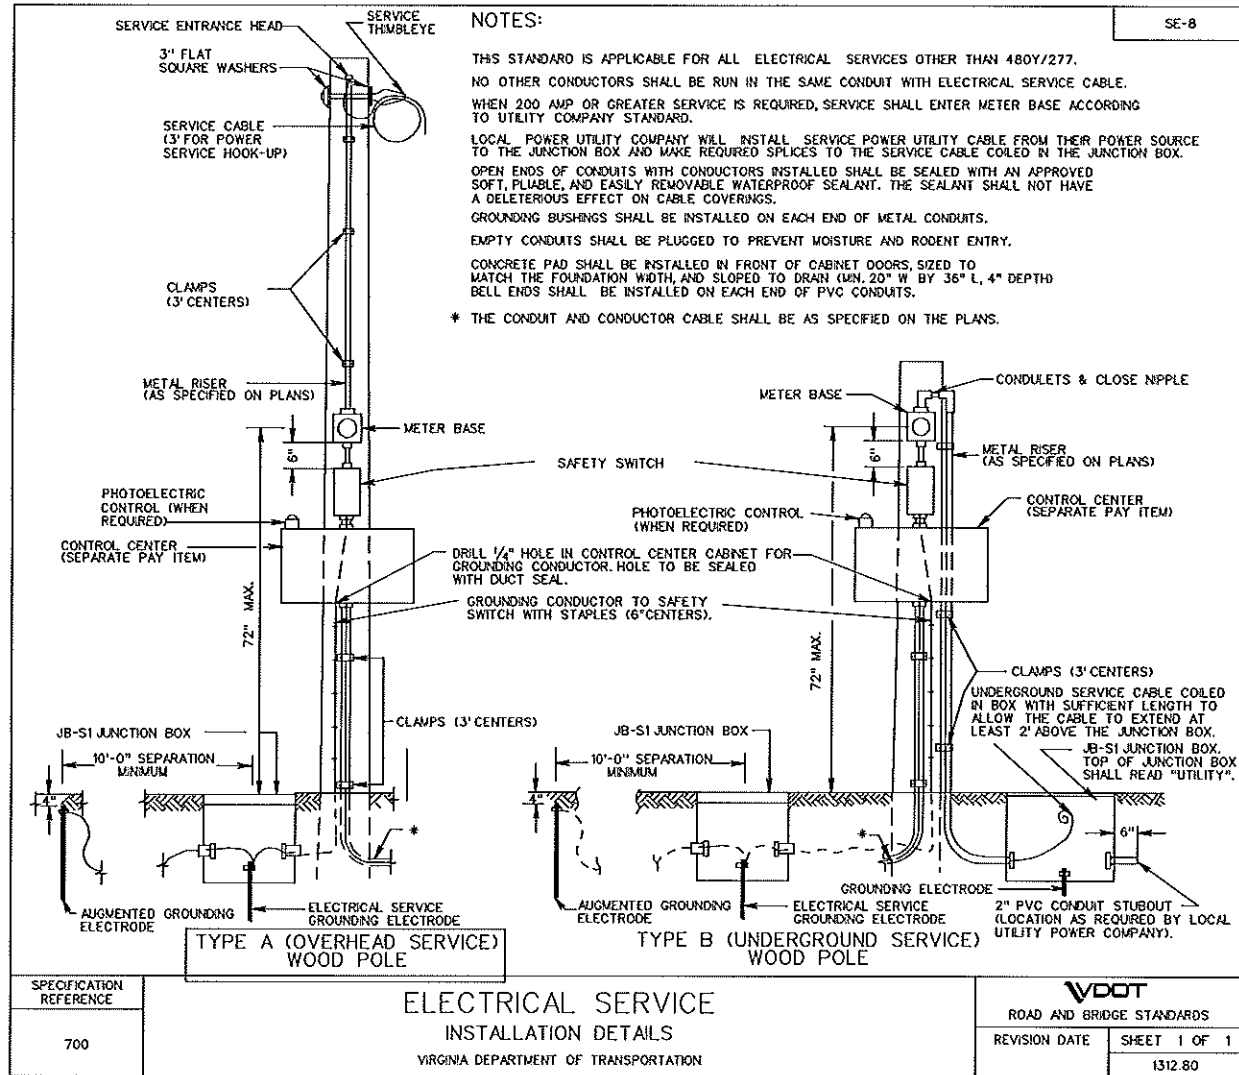 SE-8
NOTES:
THIS STANDARD IS APPLICABLE FOR ALL ELECTRICAL SERVICES OTHER THAN 480Y/277.
NO OTHER CONDUCTORS SHALL BE RUN IN THE SAME CONDUIT WITH ELECTRICAL SERVICE CABLE.
WHEN 200 AMP OR GREATER SERVICE IS REQUIRED, SERVICE SHALL ENTER METER BASE ACCORDING
TO UTILITY COMPANY STANDARD.
LOCAL POWER UTILITY COMPANY WILL INSTALL SERVICE POWER UTILITY CABLE FROM THEIR POWER SOURCE
TO THE JUNCTION BOX AND MAKE REQUIRED SPLICES TO THE SERVICE CABLE COILED IN THE JUNCTION BOX.
OPEN ENDS OF CONDUITS WITH CONDUCTORS INSTALLED SHALL BE SEALED WITH AN APPROVED
SOFT, PLIABLE, AND EASILY REMOVABLE WATERPROOF SEALANT. THE SEALANT SHALL NOT HAVE
A DELETERIOUS EFFECT ON CABLE COVERINGS.
GROUNDING BUSHINGS SHALL BE INSTALLED ON EACH END OF METAL CONDUITS.
EMPTY CONDUITS SHALL BE PLUGGED TO PREVENT MOISTURE AND RODENT ENTRY.
CONCRETE PAD SHALL BE INSTALLED IN FRONT OF CABINET DOORS, SIZED TO
MATCH THE FOUNDATION WIDTH, AND SLOPED TO DRAIN (MIN. 20" W BY 36" L, 4" DEPTH)
BELL ENDS SHALL BE INSTALLED ON EACH END OF PVC CONDUITS.
* THE CONDUIT AND CONDUCTOR CABLE SHALL BE AS SPECIFIED ON THE PLANS.
SERVICE ENTRANCE HEAD
SERVICE
THIMBLEYE
3" FLAT
SQUARE WASHERS
SERVICE CABLE
(3' FOR POWER
SERVICE HOOK-UP)
CLAMPS
(3' CENTERS)
METAL RISER
(AS SPECIFIED ON PLANS)
METER BASE
6"
SAFETY SWITCH
PHOTOELECTRIC
CONTROL (WHEN
REQUIRED)
CONTROL CENTER
(SEPARATE PAY ITEM)
72" MAX.
DRILL 1/4" HOLE IN CONTROL CENTER CABINET FOR
GROUNDING CONDUCTOR. HOLE TO BE SEALED
WITH DUCT SEAL.
GROUNDING CONDUCTOR TO SAFETY
SWITCH WITH STAPLES (6"CENTERS).
CLAMPS (3' CENTERS)
JB-S1 JUNCTION BOX
10'-0" SEPARATION
MINIMUM
4"
*
AUGMENTED GROUNDING
ELECTRODE
ELECTRICAL SERVICE
GROUNDING ELECTRODE
TYPE A (OVERHEAD SERVICE)
WOOD POLE
METER BASE
CONDULETS & CLOSE NIPPLE
6"
METAL RISER
(AS SPECIFIED ON PLANS)
PHOTOELECTRIC CONTROL
(WHEN REQUIRED)
CONTROL CENTER
(SEPARATE PAY ITEM)
72" MAX.
CLAMPS (3' CENTERS)
UNDERGROUND SERVICE CABLE COILED
IN BOX WITH SUFFICIENT LENGTH TO
ALLOW THE CABLE TO EXTEND AT
LEAST 2' ABOVE THE JUNCTION BOX.
JB-S1 JUNCTION BOX.
TOP OF JUNCTION BOX
SHALL READ "UTILITY".
JB-S1 JUNCTION BOX
10'-0" SEPARATION
MINIMUM
4"
*
6"
GROUNDING ELECTRODE
AUGMENTED GROUNDING
ELECTRODE
ELECTRICAL SERVICE
GROUNDING ELECTRODE
2" PVC CONDUIT STUBOUT
(LOCATION AS REQUIRED BY LOCAL
UTILITY POWER COMPANY).
TYPE B (UNDERGROUND SERVICE)
WOOD POLE
SPECIFICATION
REFERENCE
700
ELECTRICAL SERVICE
INSTALLATION DETAILS
VIRGINIA DEPARTMENT OF TRANSPORTATION
VDOT
ROAD AND BRIDGE STANDARDS
REVISION DATE
SHEET 1 OF 1
1312.80